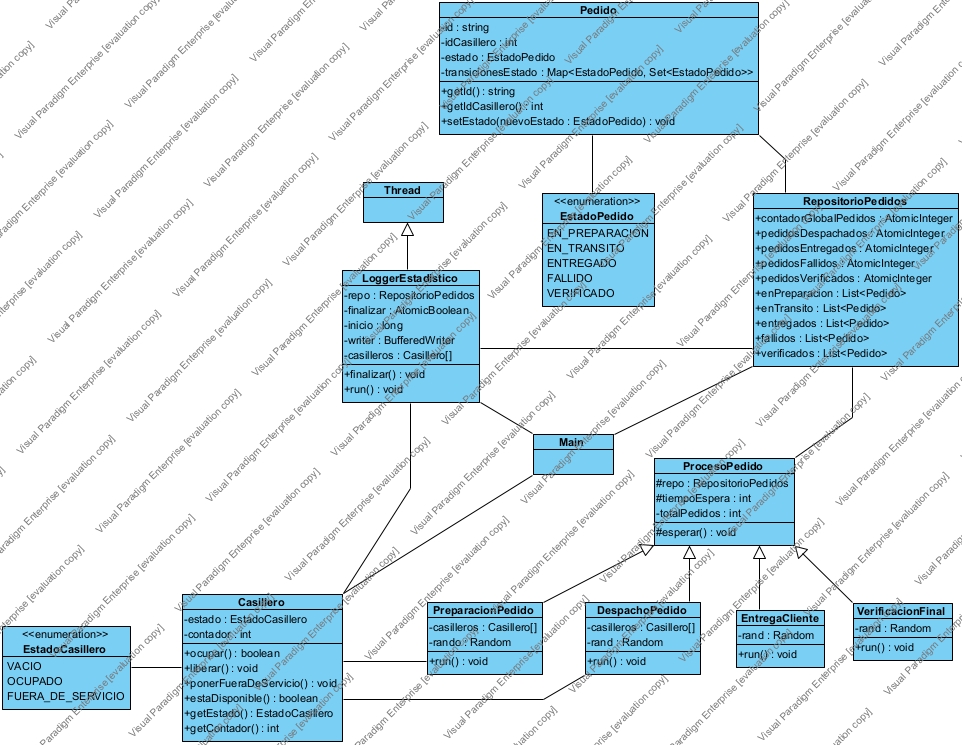 Pedido
-id : string
-idCasillero : int
-estado : EstadoPedido
-transicionesEstado : Map<EstadoPedido, Set<EstadoPedido>>
+getId() : string
+getIdCasillero() : int
+setEstado(nuevoEstado : EstadoPedido) : void
Thread
<<enumeration>>
EstadoPedido
EN_PREPARACION
EN_TRANSITO
ENTREGADO
FALLIDO
VERIFICADO
RepositorioPedidos
+contadorGlobalPedidos : AtomicInteger
+pedidosDespachados : AtomicInteger
+pedidosEntregados : AtomicInteger
+pedidosFallidos : AtomicInteger
+pedidosVerificados : AtomicInteger
+enPreparacion : List<Pedido>
+enTransito : List<Pedido>
+entregados : List<Pedido>
+fallidos : List<Pedido>
+verificados : List<Pedido>
LoggerEstadistico
-repo : RepositorioPedidos
-finalizar : AtomicBoolean
-inicio : long
-writer : BufferedWriter
-casilleros : Casillero[]
+finalizar() : void
+run() : void
Main
ProcesoPedido
#repo : RepositorioPedidos
#tiempoEspera : int
-totalPedidos : int
#esperar() : void
<<enumeration>>
EstadoCasillero
VACIO
OCUPADO
FUERA_DE_SERVICIO
Casillero
-estado : EstadoCasillero
-contador : int
+ocupar() : boolean
+liberar() : void
+ponerFueraDeServicio() : void
+estaDisponible() : boolean
+getEstado() : EstadoCasillero
+getContador() : int
PreparacionPedido
-casilleros : Casillero[]
-rando : Random
+run() : void
DespachoPedido
-casilleros : Casillero[]
-rand : Random
+run() : void
EntregaCliente
-rand : Random
+run() : void
VerificacionFinal
-rand : Random
+run() : void
Visual Paradigm Enterprise [evaluation copy]